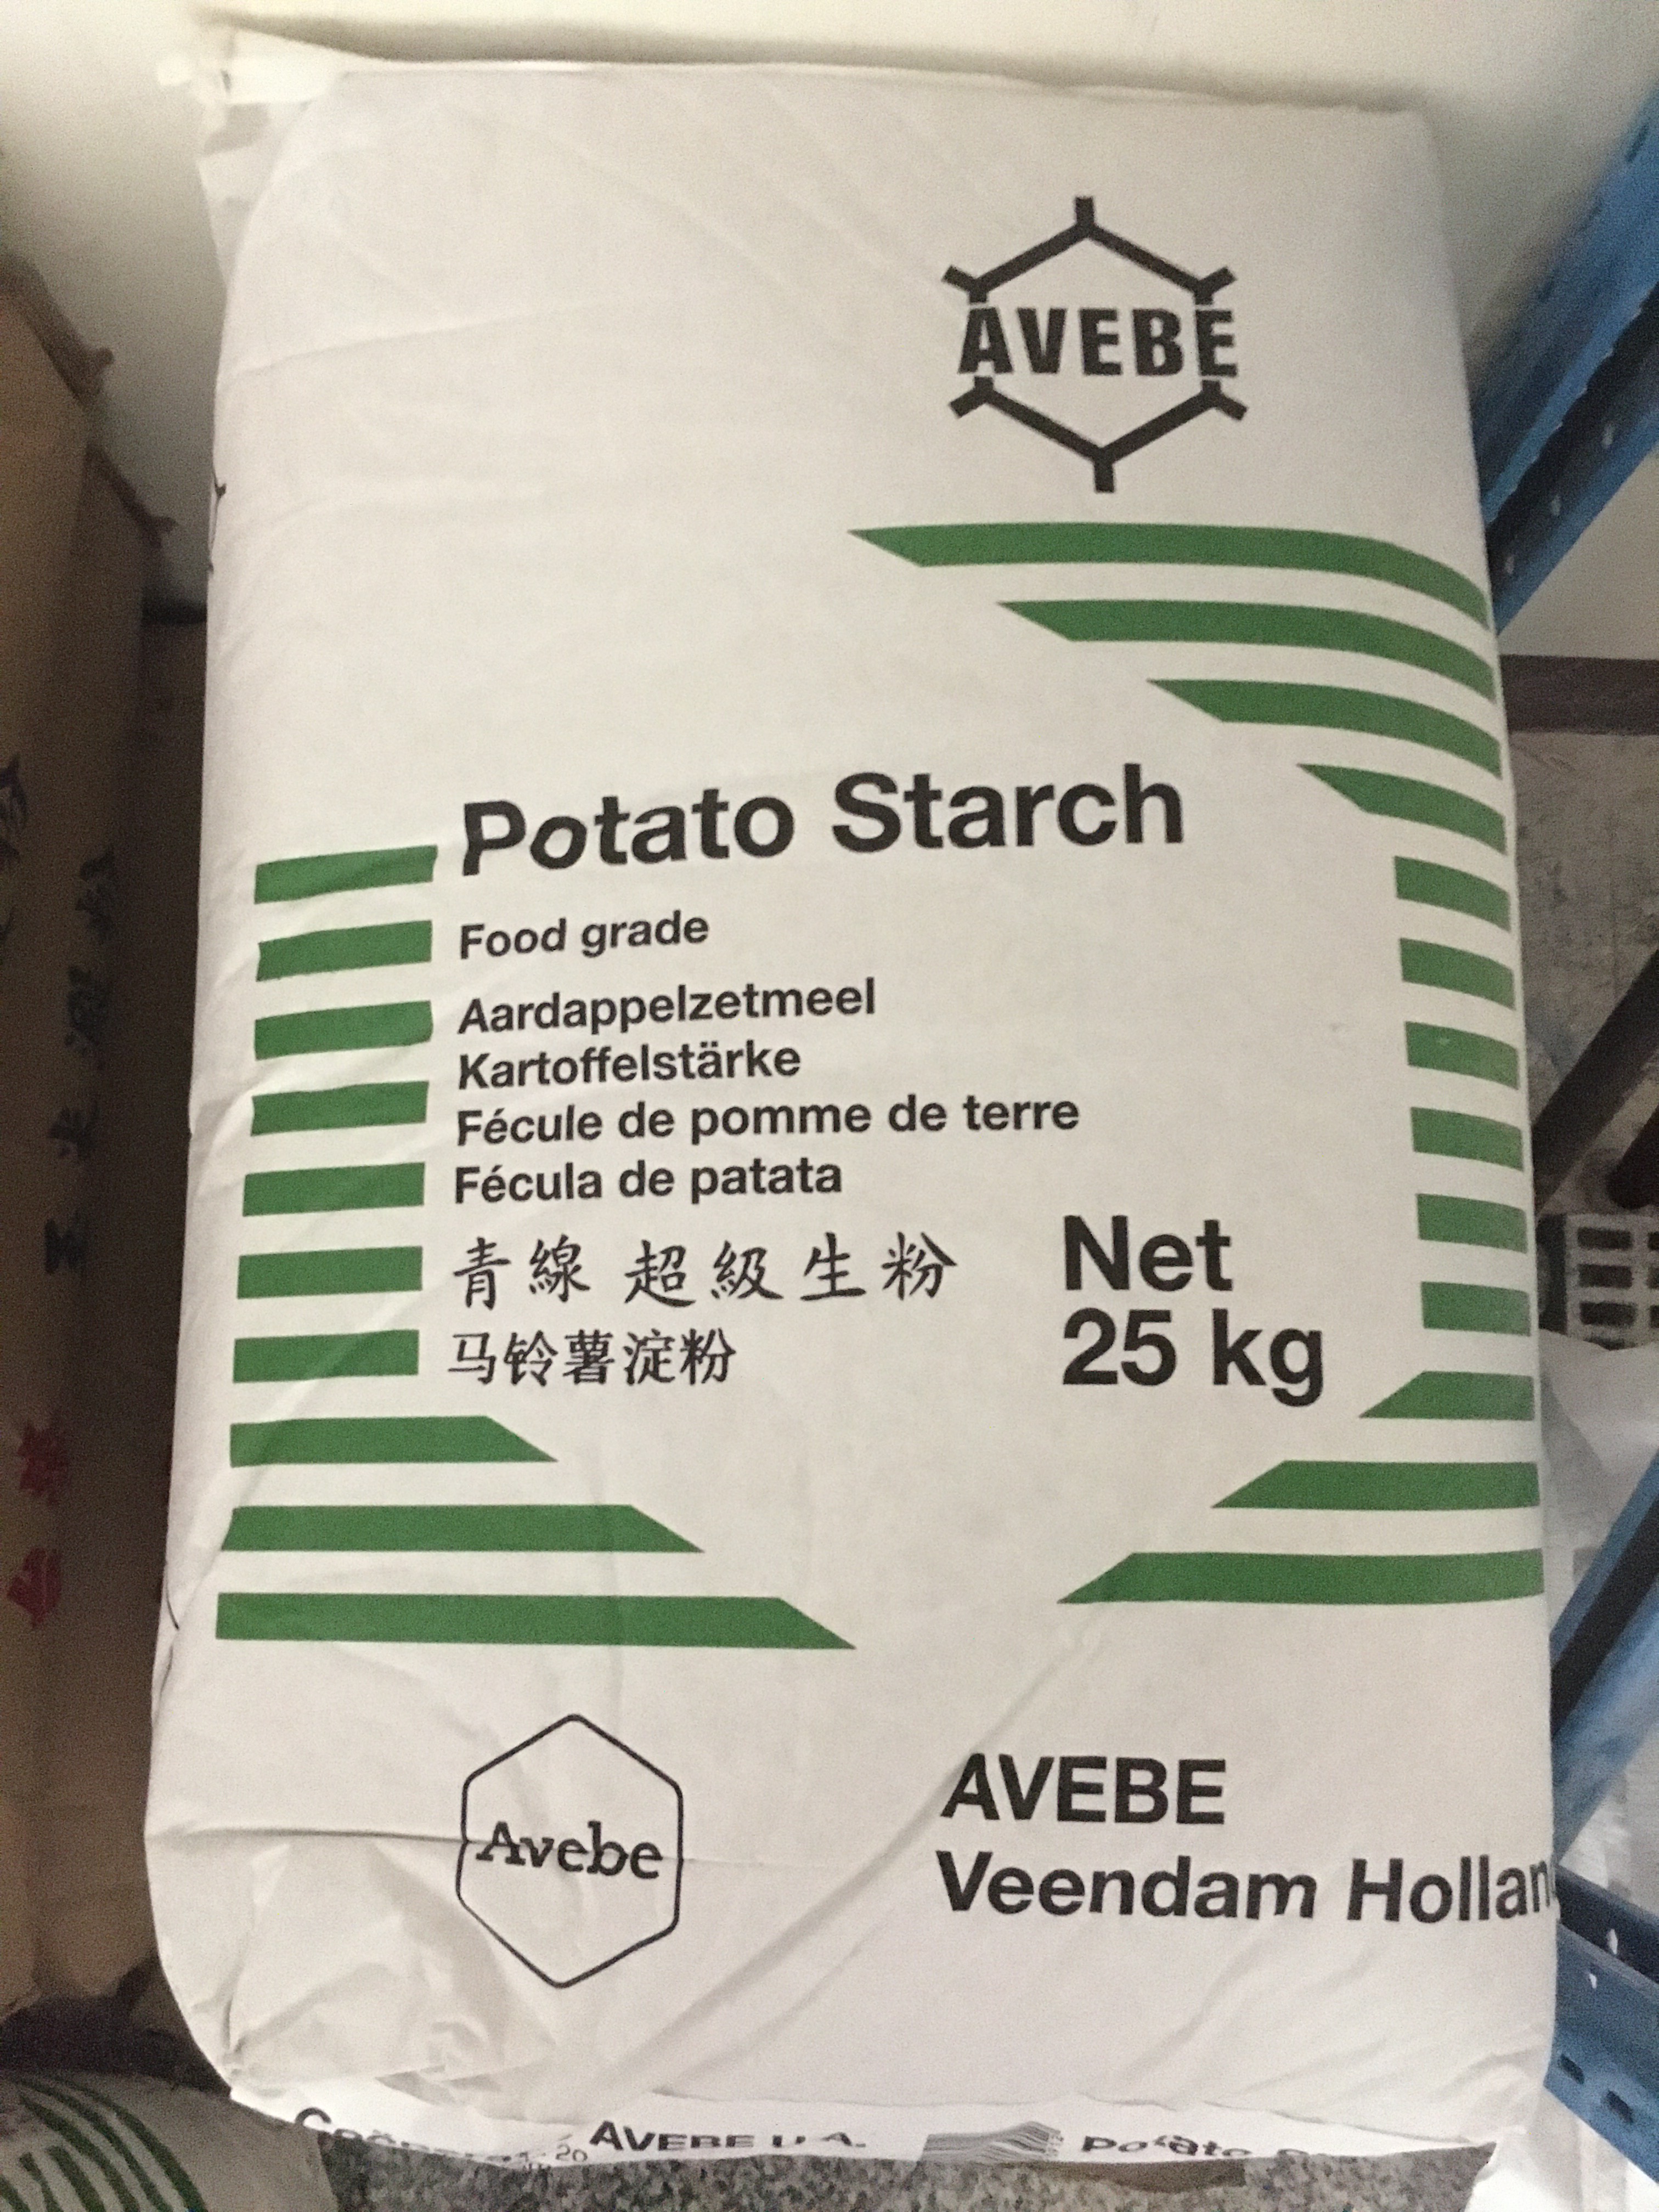 AVEBE
Potato Starch
Food grade
Aardappelzetmeel
Kartoffelstärke
Fécule de pomme de terre
Fécula de patata
青線 超級生粉
马铃薯淀粉
Net
25 kg
Avebe
AVEBE
Veendam Hollan
AVEBE U.A.
Potato